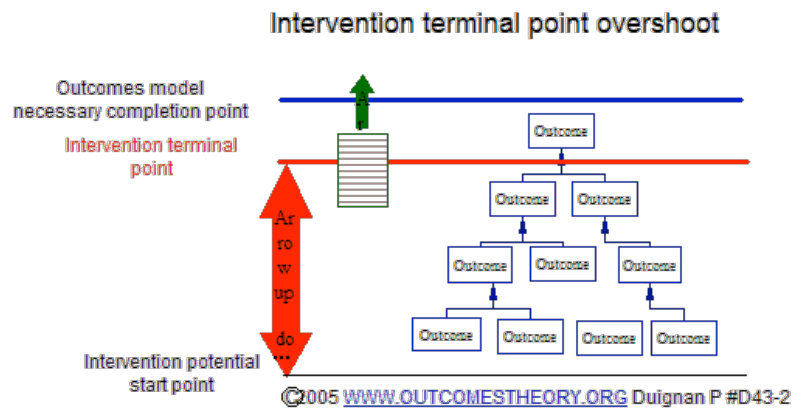 Intervention terminal point overshoot
Outcomes model
necessary completion point
Intervention terminal
point
Ar
Outcome
Outcome
Outcome
Ar
ro
w
up
do
...
Outcome
Outcome
Outcome
Outcome
Outcome
Outcome
Outcome
Intervention potential
start point
©2005 WWW.OUTCOMESTHEORY.ORG Duignan P #D43-2